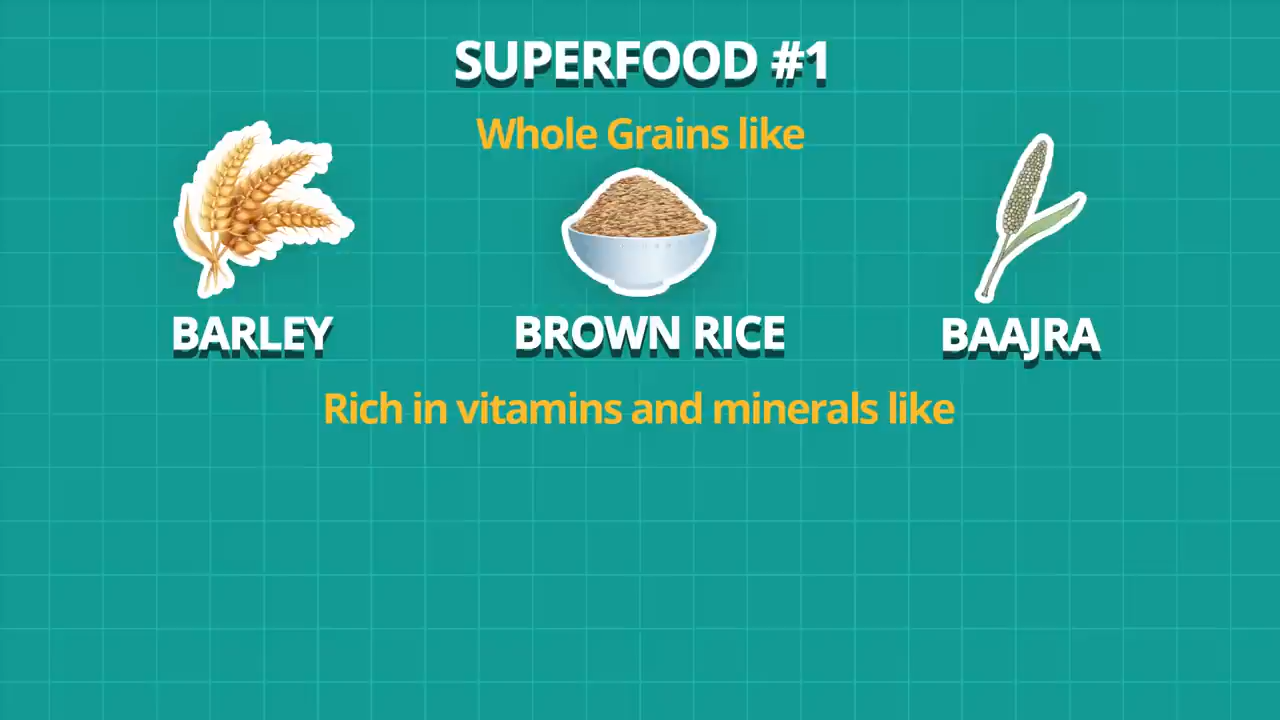 SUPERFOOD #1
Whole Grains like
BARLEY
BROWN RICE
BAAJRA
Rich in vitamins and minerals like